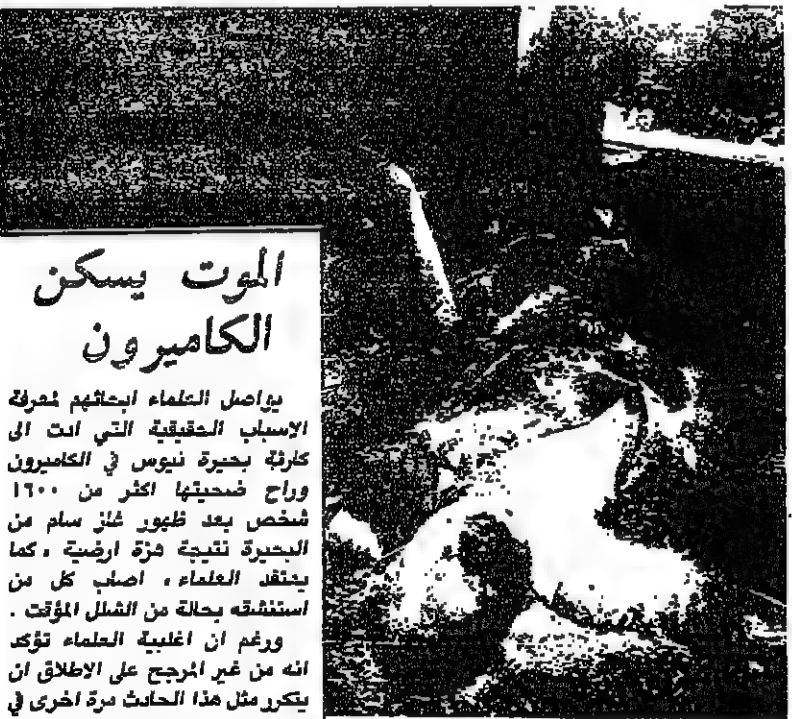 الموت يسكن
الكاميرون
يواصل العلماء ابحاثهم لمعرفة
الاسباب الحقيقية التي ادت الى
كارثة بحيرة نيوس في الكاميرون
وراح ضحيتها اكثر من ١٦٠٠
شخص بعد ظهور غاز سام من
البحيرة نتيجة هزة ارضية ، كما
يعتقد العلماء ، اصاب كل من
استنشقه بحالة من الشلل المؤقت .
ورغم ان اغلبية العلماء تؤكد
انه من غير المرجح على الاطلاق ان
يتكرر مثل هذا الحادث مرة اخرى في